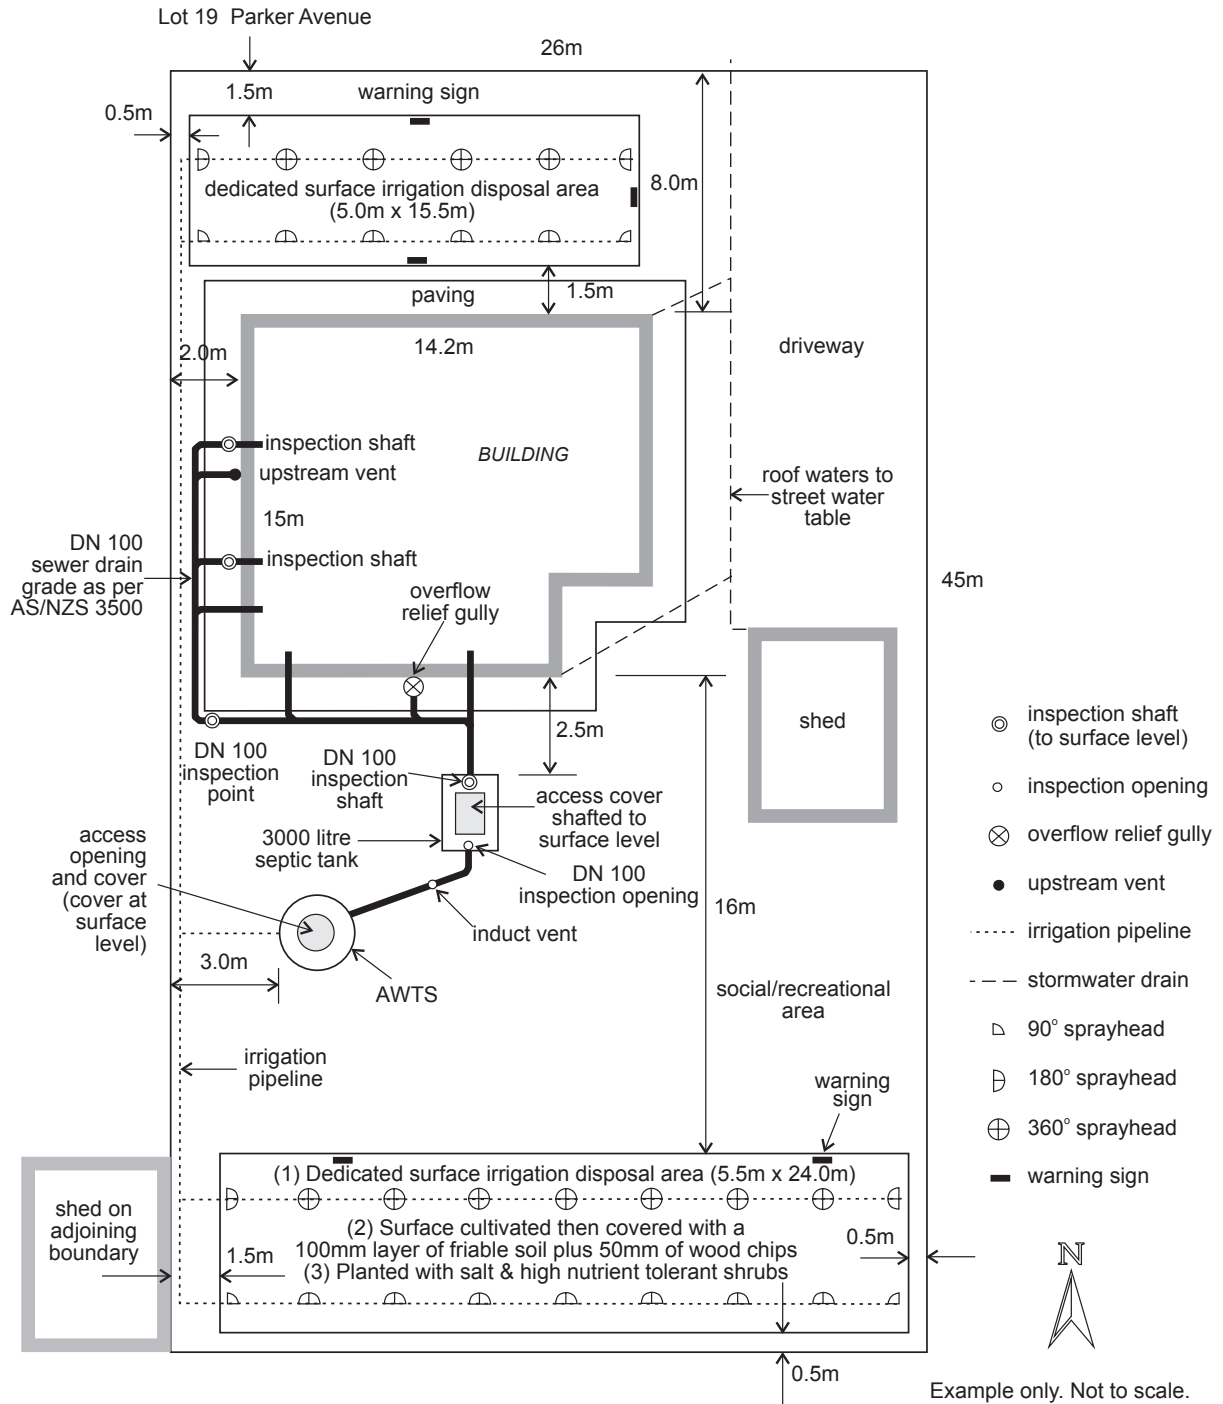 Lot 19 Parker Avenue
26m
1.5m
warning sign
0.5m
8.0m
dedicated surface irrigation disposal area
(5.0m x 15.5m)
paving
1.5m
14.2m
2.0m
driveway
inspection shaft
BUILDING
upstream vent
roof waters to
street water
table
15m
DN 100
sewer drain
grade as per
AS/NZS 3500
inspection shaft
overflow
relief gully
45m
shed
2.5m
DN 100
inspection
point
DN 100
inspection
shaft
access cover
shafted to
surface level
3000 litre
septic tank
access
opening
and cover
(cover at
surface
level)
DN 100
inspection opening
16m
induct vent
3.0m
AWTS
social/recreational
area
irrigation
pipeline
warning
sign
(1) Dedicated surface irrigation disposal area (5.5m x 24.0m)
shed on
adjoining
boundary
(2) Surface cultivated then covered with a
100mm layer of friable soil plus 50mm of wood chips
(3) Planted with salt & high nutrient tolerant shrubs
1.5m
0.5m
0.5m
inspection shaft
(to surface level)
inspection opening
overflow relief gully
upstream vent
irrigation pipeline
stormwater drain
90° sprayhead
180° sprayhead
360° sprayhead
warning sign
N
Example only. Not to scale.